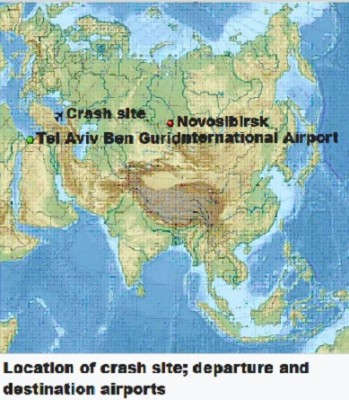 Crash site
Novosibirsk
Tel Aviv Ben Gurion International Airport
Location of crash site; departure and
destination airports